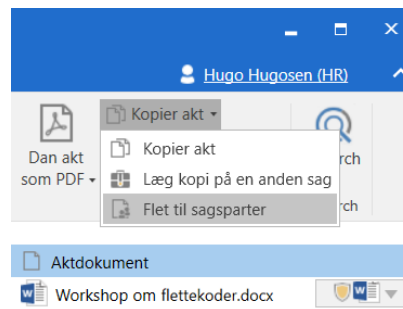 Hugo Hugosen (HR)
Kopier akt
Dan akt
som PDF
Kopier akt
Læg kopi på en anden sag
Flet til sagsparter
rch
rch
Aktdokument
Workshop om flettekoder.docx